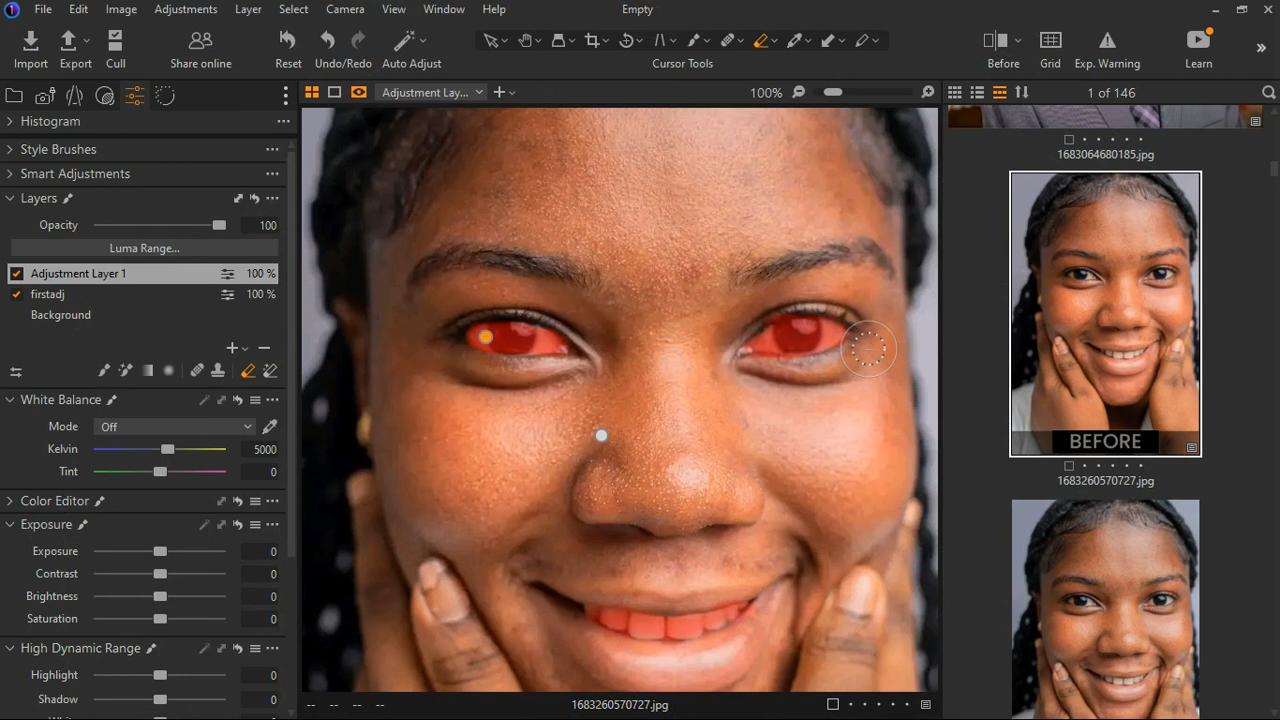 File Edit Image Adjustments Layer Select Camera View Window Help Empty
Import Export Cull Share online Reset Undo/Redo Auto Adjust Cursor Tools Before Grid Exp. Warning Learn
Adjustment Lay... 100% 1 of 146
Histogram
Style Brushes
Smart Adjustments
Layers
Opacity 100
Luma Range...
Adjustment Layer 1 100 %
firstadj 100 %
Background
White Balance
Mode Off
Kelvin 5000
Tint 0
Color Editor
Exposure
Exposure 0
Contrast 0
Brightness 0
Saturation 0
High Dynamic Range
Highlight 0
Shadow 0
1683260570727.jpg
1683064680185.jpg
BEFORE
1683260570727.jpg